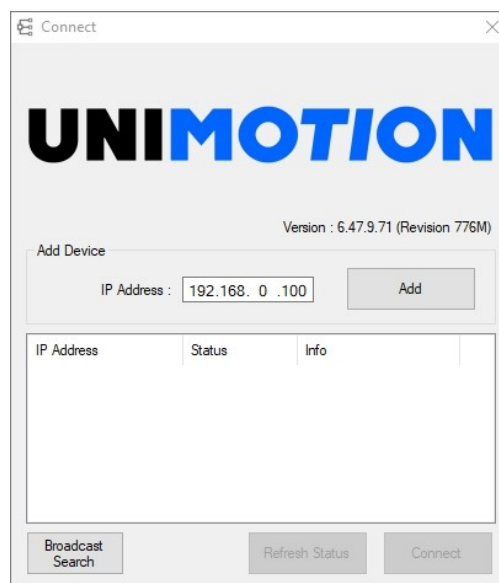 Connect
UNIMOTION
Version : 6.47.9.71 (Revision 776M)
Add Device
IP Address : 192.168. 0 .100 Add
IP Address Status Info
Broadcast
Search
Refresh Status Connect